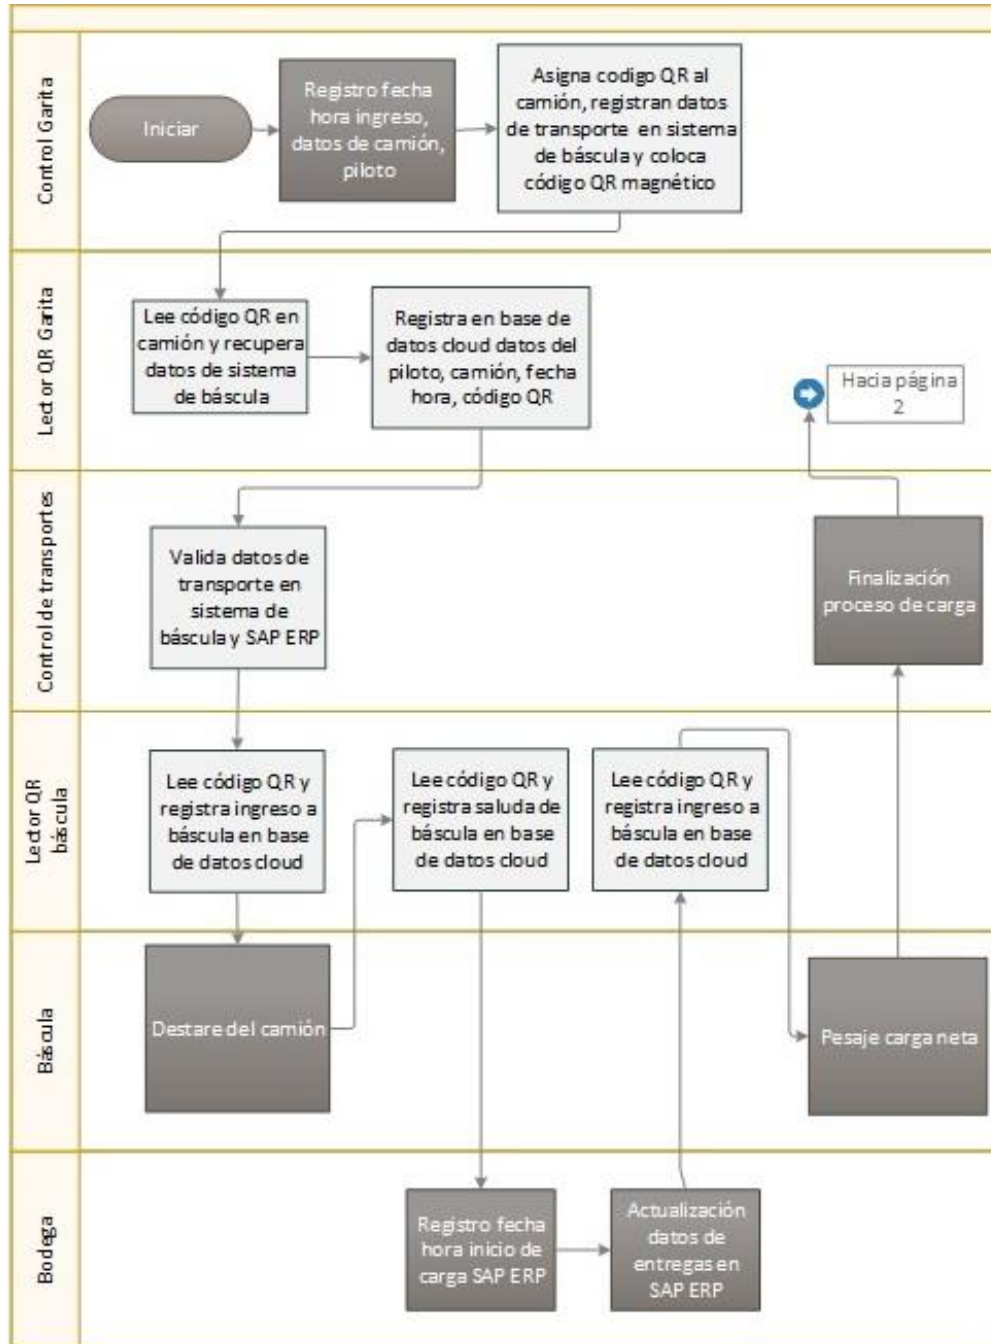 Control Garita
Iniciar
Registro fecha
hora ingreso,
datos de camión,
piloto
Asigna codigo QR al
camión, registran datos
de transporte en sistema
de báscula y coloca
código QR magnético
Lector QR Garita
Lee código QR en
camión y recupera
datos de sistema
de báscula
Registra en base de
datos cloud datos del
piloto, camión, fecha
hora, código QR
Hacia página
2
Control de transportes
Valida datos de
transporte en
sistema de
báscula y SAP ERP
Finalización
proceso de carga
Lector QR
báscula
Lee código QR y
registra ingreso a
báscula en base
de datos cloud
Lee código QR y
registra saluda de
báscula en base
de datos cloud
Lee código QR y
registra ingreso a
báscula en base
de datos cloud
Báscula
Destare del camión
Pesaje carga neta
Bodega
Registro fecha
hora inicio de
carga SAP ERP
Actualización
datos de
entregas en
SAP ERP